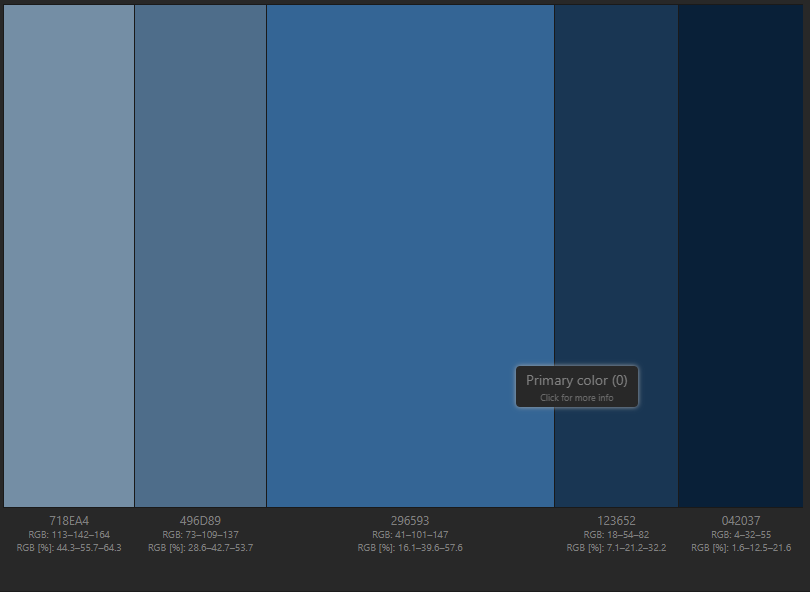 Primary color (0)
Click for more info
718EA4
RGB: 113–142–164
RGB [%]: 44.3–55.7–64.3
496D89
RGB: 73–109–137
RGB [%]: 28.6–42.7–53.7
296593
RGB: 41–101–147
RGB [%]: 16.1–39.6–57.6
123652
RGB: 18–54–82
RGB [%]: 7.1–21.2–32.2
042037
RGB: 4–32–55
RGB [%]: 1.6–12.5–21.6